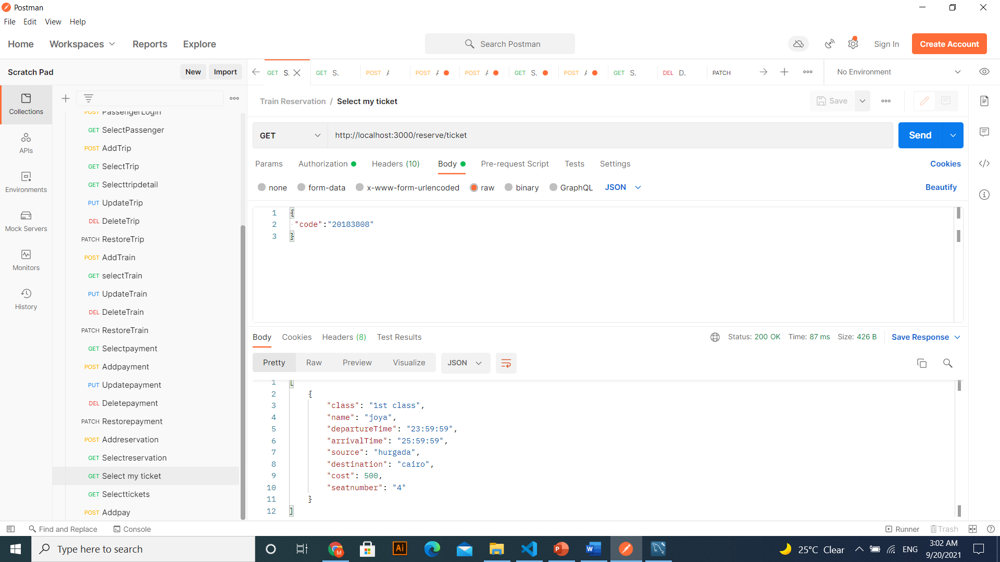 Postman
File Edit View Help
Home Workspaces Reports Explore
Search Postman
Sign In
Create Account
Scratch Pad
New Import
GET S.
GET S.
POST
POST
POST
GET S.
POST
GET S.
DEL D.
PATCH
No Environment
Collections
APIs
Environments
Mock Servers
Monitors
History
POST PassengerLogin
GET SelectPassenger
POST AddTrip
GET SelectTrip
GET Selecttripdetail
PUT UpdateTrip
DEL DeleteTrip
PATCH RestoreTrip
POST AddTrain
GET selectTrain
PUT UpdateTrain
DEL DeleteTrain
PATCH RestoreTrain
GET Selectpayment
POST Addpayment
PUT Updatepayment
DEL Deletepayment
PATCH Restorepayment
POST Addreservation
GET Selectreservation
GET Select my ticket
GET Selecttickets
POST Addpay
Train Reservation / Select my ticket
Save
GET http://localhost:3000/reserve/ticket
Send
Params Authorization Headers (10) Body Pre-request Script Tests Settings
Cookies
none form-data x-www-form-urlencoded raw binary GraphQL JSON
Beautify
1 {
2 "code":"20183808"
3 }
Body Cookies Headers (8) Test Results
Status: 200 OK Time: 87 ms Size: 426 B
Save Response
Pretty Raw Preview Visualize JSON
1 [
2 {
3 "class": "1st class",
4 "name": "joya",
5 "departureTime": "23:59:59",
6 "arrivalTime": "25:59:59",
7 "source": "hurgada",
8 "destination": "cairo",
9 "cost": 500,
10 "seatnumber": "4"
11 }
12 ]
Find and Replace Console
Runner Trash
Type here to search
Ai
M
P
W
25°C Clear
ENG
3:02 AM
9/20/2021